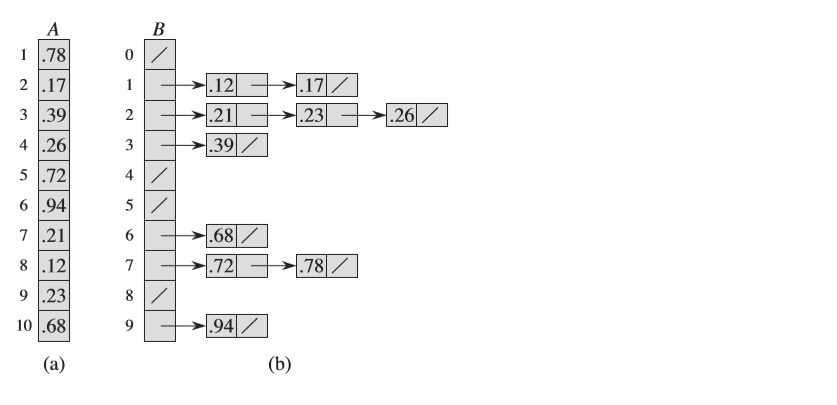 A B
1 .78 0
2 .17 1 .12 .17
3 .39 2 .21 .23 .26
4 .26 3 .39
5 .72 4
6 .94 5
7 .21 6 .68
8 .12 7 .72 .78
9 .23 8
10 .68 9 .94
(a) (b)